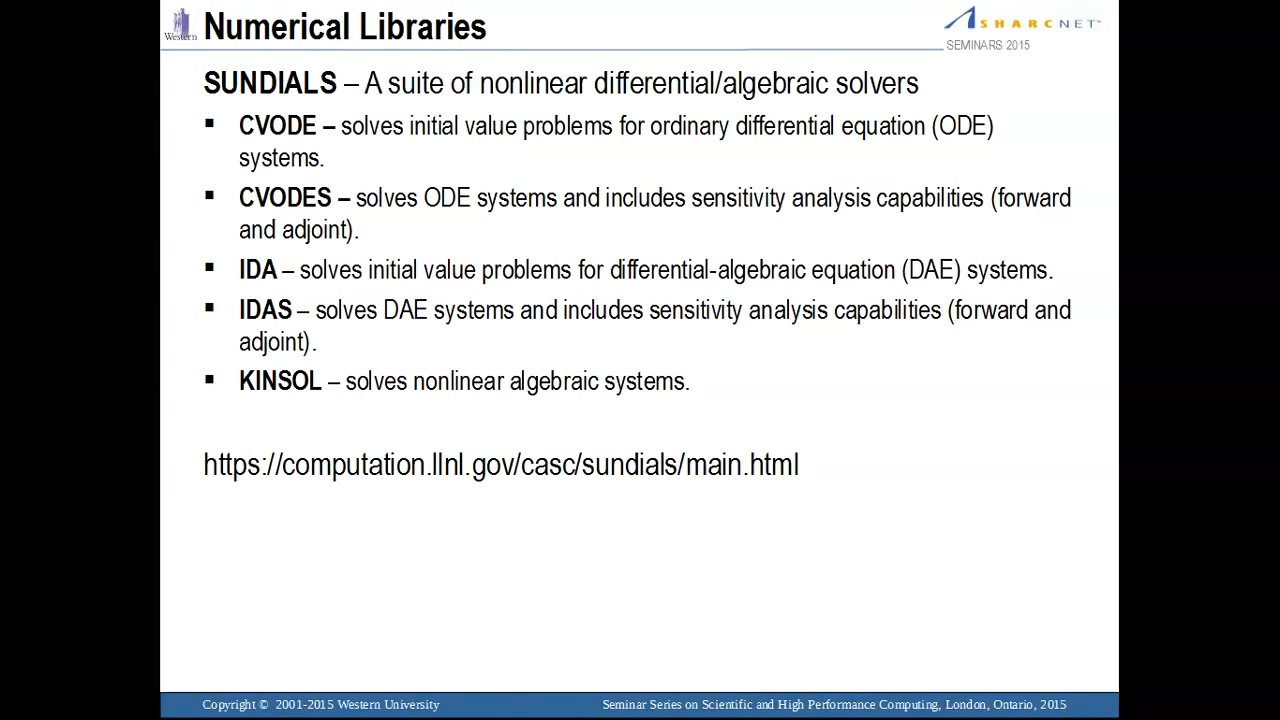 Western
Numerical Libraries
SHARCNET
SEMINARS 2015
SUNDIALS – A suite of nonlinear differential/algebraic solvers
▪ CVODE – solves initial value problems for ordinary differential equation (ODE)
systems.
▪ CVODES – solves ODE systems and includes sensitivity analysis capabilities (forward
and adjoint).
▪ IDA – solves initial value problems for differential-algebraic equation (DAE) systems.
▪ IDAS – solves DAE systems and includes sensitivity analysis capabilities (forward and
adjoint).
▪ KINSOL – solves nonlinear algebraic systems.
https://computation.llnl.gov/casc/sundials/main.html
Copyright © 2001-2015 Western University
Seminar Series on Scientific and High Performance Computing, London, Ontario, 2015